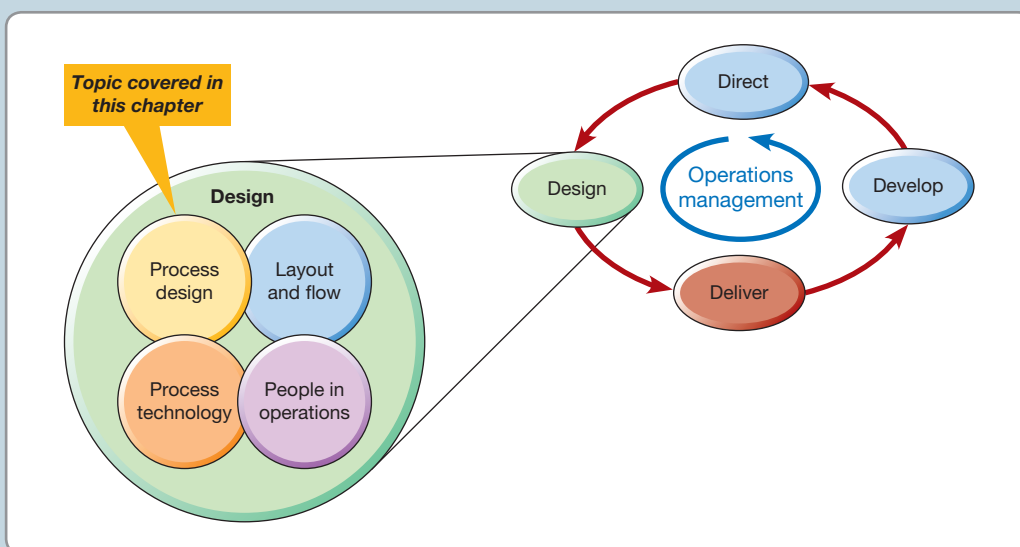 Topic covered in
this chapter
Design
Process
design
Layout
and flow
Process
technology
People in
operations
Direct
Design
Operations
management
Develop
Deliver